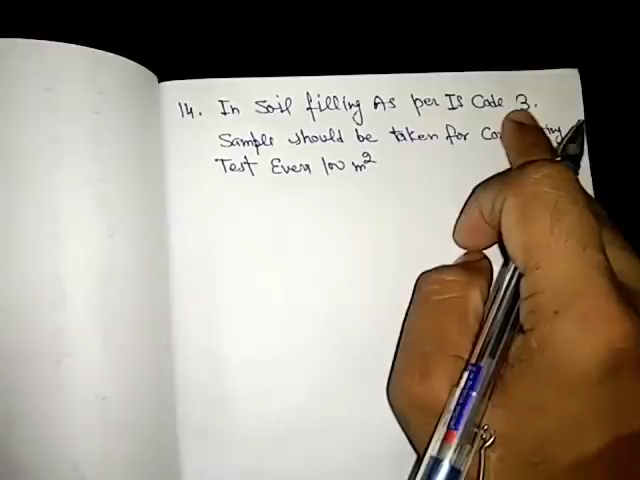 14. In Soil filling As per Is Code 3.
Sample should be taken for
Test Every 100 m²